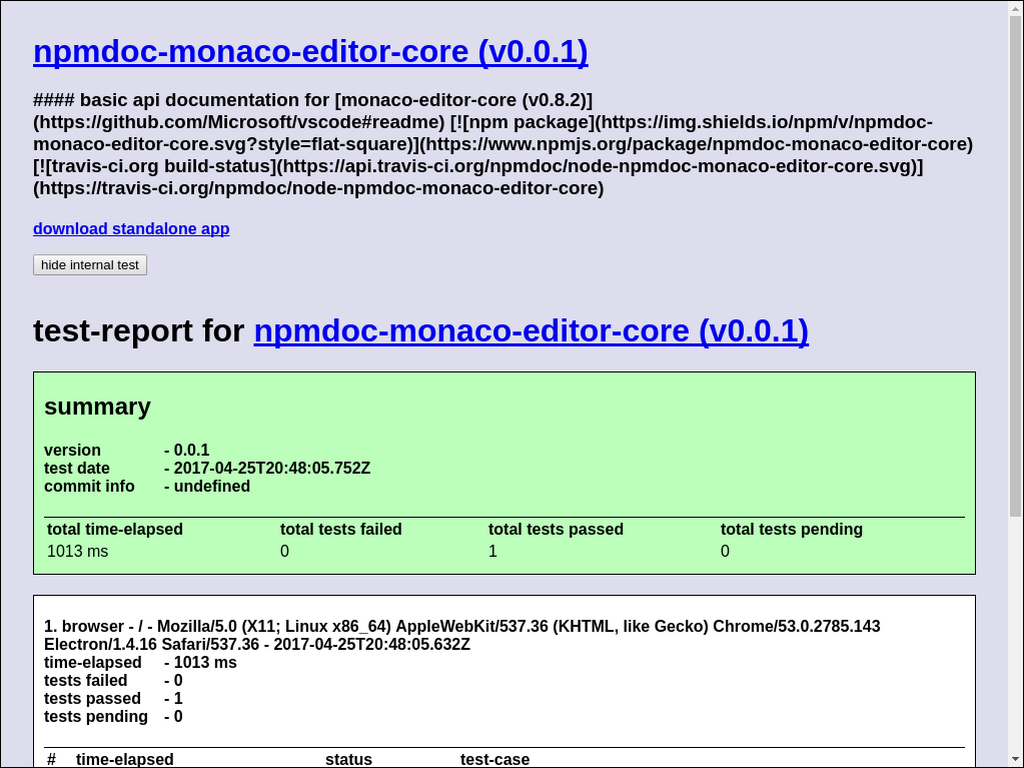 npmdoc-monaco-editor-core (v0.0.1)
#### basic api documentation for [monaco-editor-core (v0.8.2)]
(https://github.com/Microsoft/vscode#readme) [![npm package](https://img.shields.io/npm/v/npmdoc-
monaco-editor-core.svg?style=flat-square)](https://www.npmjs.org/package/npmdoc-monaco-editor-core)
[![travis-ci.org build-status](https://api.travis-ci.org/npmdoc/node-npmdoc-monaco-editor-core.svg)]
(https://travis-ci.org/npmdoc/node-npmdoc-monaco-editor-core)
download standalone app
hide internal test
test-report for npmdoc-monaco-editor-core (v0.0.1)
summary
version - 0.0.1
test date - 2017-04-25T20:48:05.752Z
commit info - undefined
total time-elapsed total tests failed total tests passed total tests pending
1013 ms 0 1 0
1. browser - / - Mozilla/5.0 (X11; Linux x86_64) AppleWebKit/537.36 (KHTML, like Gecko) Chrome/53.0.2785.143
Electron/1.4.16 Safari/537.36 - 2017-04-25T20:48:05.632Z
time-elapsed - 1013 ms
tests failed - 0
tests passed - 1
tests pending - 0
# time-elapsed status test-case